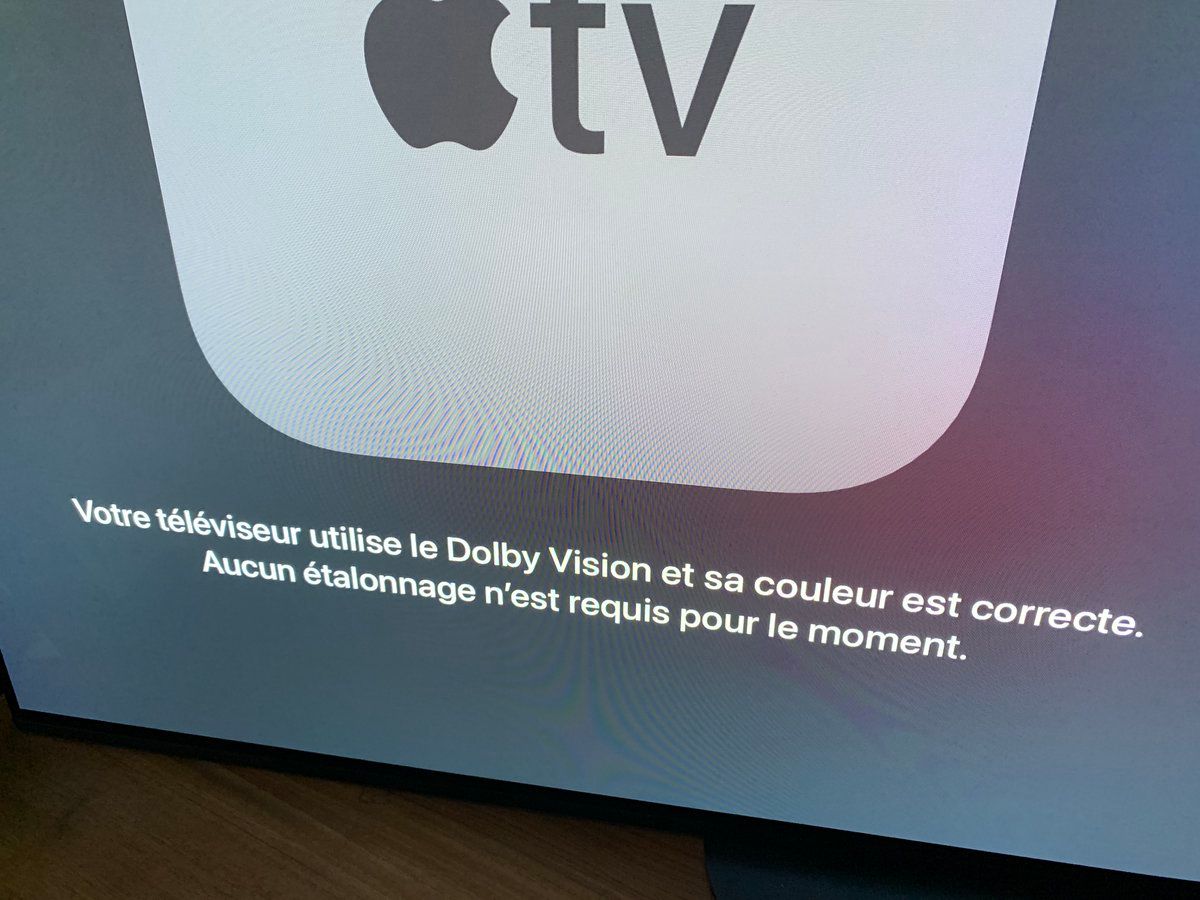 tv
Votre téléviseur utilise le Dolby Vision et sa couleur est correcte.
Aucun étalonnage n’est requis pour le moment.